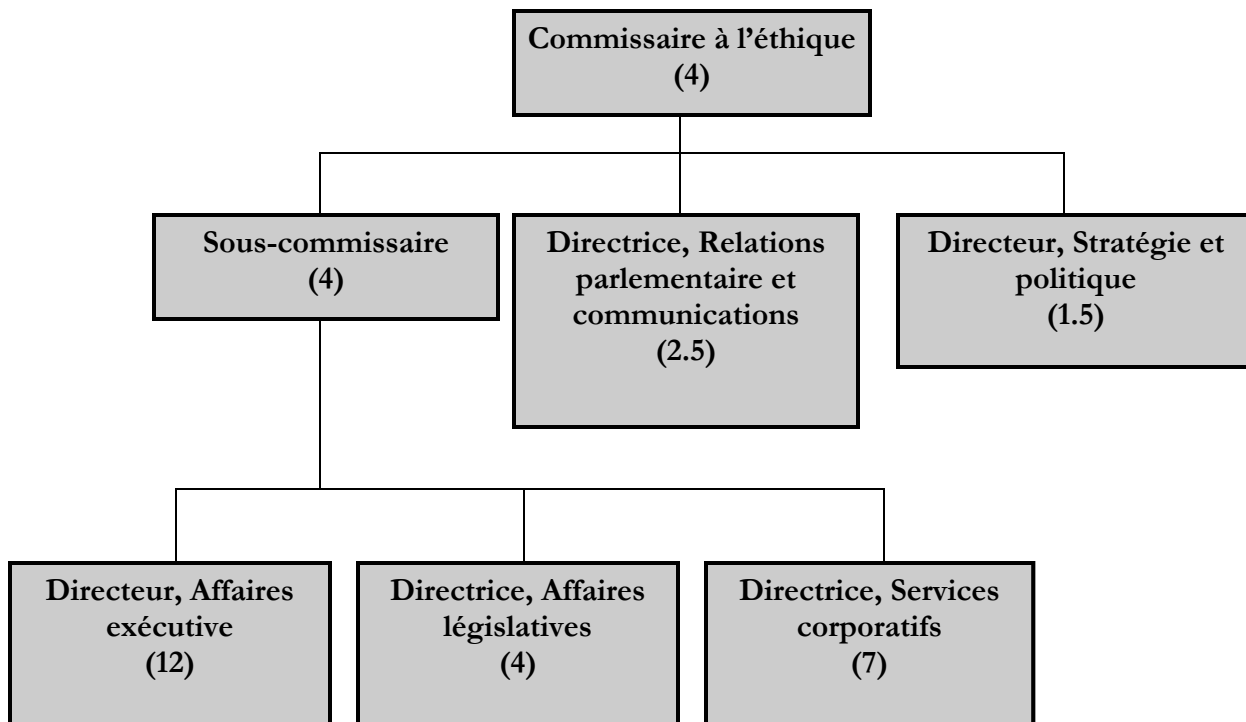 Commissaire à l’éthique
(4)
Sous-commissaire
(4)
Directrice, Relations
parlementaire et
communications
(2.5)
Directeur, Stratégie et
politique
(1.5)
Directeur, Affaires
exécutive
(12)
Directrice, Affaires
législatives
(4)
Directrice, Services
corporatifs
(7)